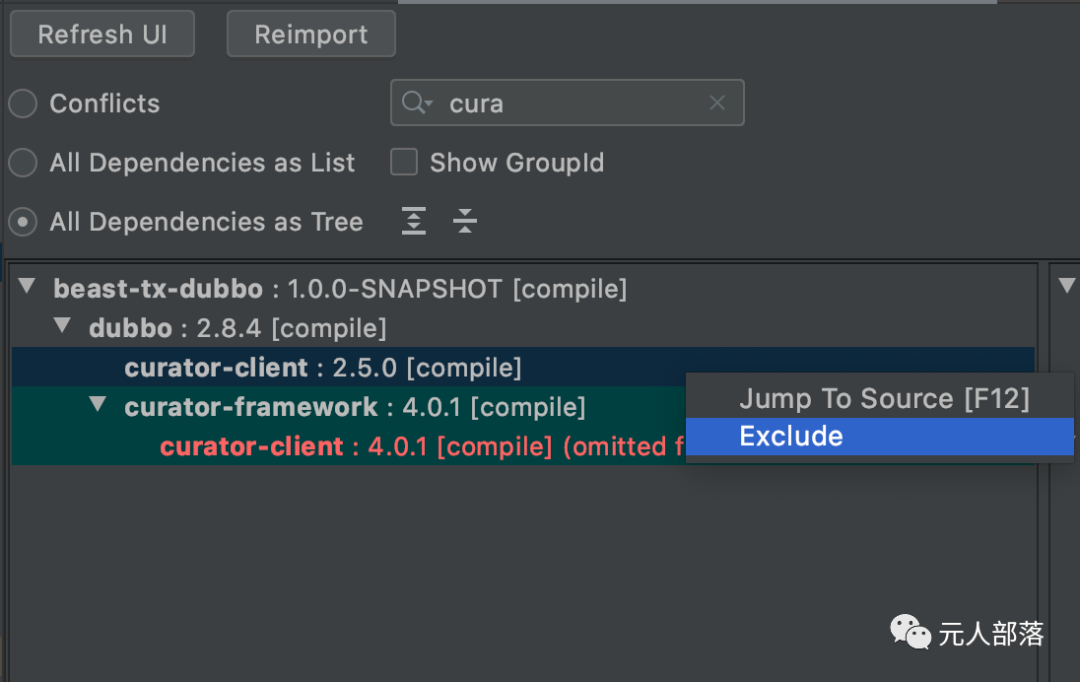 Refresh UI Reimport
Conflicts cura
All Dependencies as List Show GroupId
All Dependencies as Tree
beast-tx-dubbo : 1.0.0-SNAPSHOT [compile]
dubbo : 2.8.4 [compile]
curator-client : 2.5.0 [compile]
curator-framework : 4.0.1 [compile]
curator-client : 4.0.1 [compile] (omitted f
Jump To Source [F12]
Exclude
元人部落